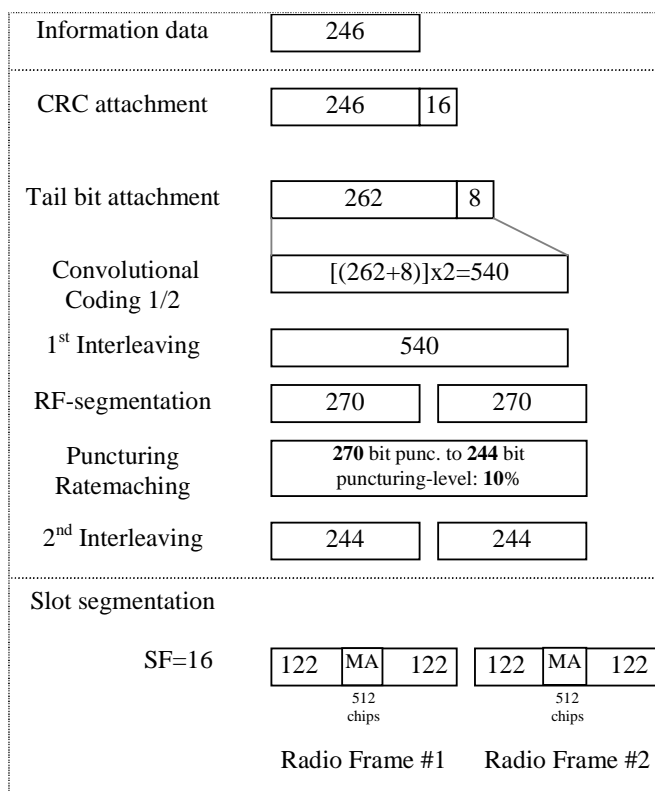 Information data
246
CRC attachment
246 16
Tail bit attachment
262 8
Convolutional
Coding 1/2
[(262+8)]x2=540
1st Interleaving
540
RF-segmentation
270 270
Puncturing
Ratemaching
270 bit punc. to 244 bit
puncturing-level: 10%
2nd Interleaving
244 244
Slot segmentation
SF=16
122 MA 122 122 MA 122
512
chips
512
chips
Radio Frame #1 Radio Frame #2